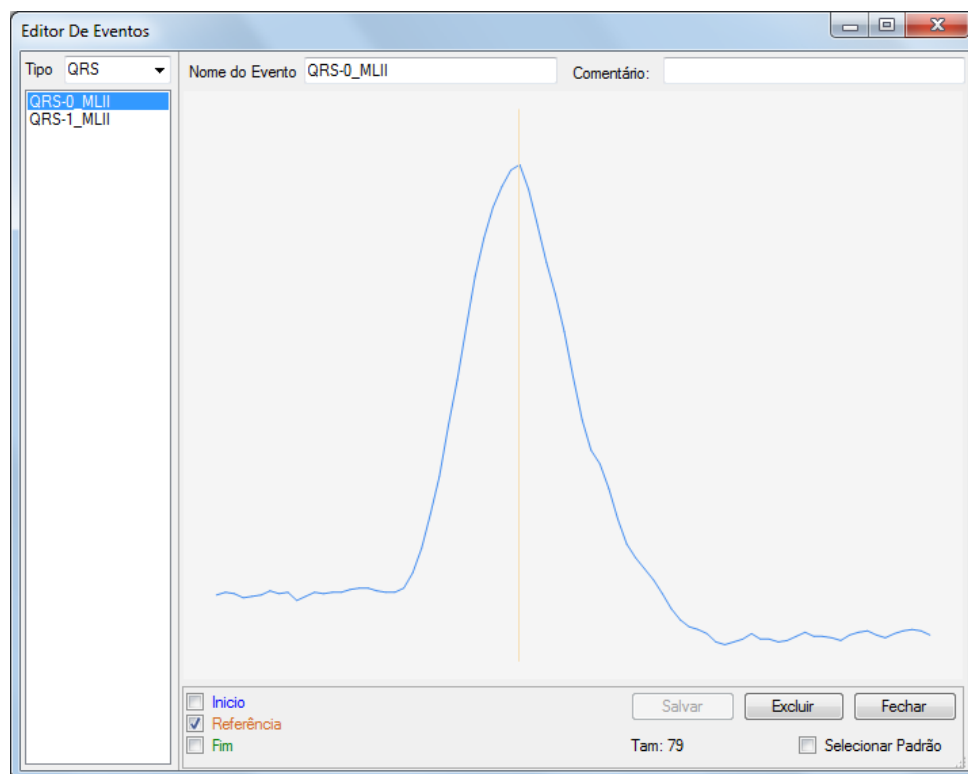 Editor De Eventos
Tipo QRS
Nome do Evento QRS-0_MLII Comentário:
QRS-0_MLII
QRS-1_MLII
Inicio
Referência
Fim
Salvar Excluir Fechar
Tam: 79 Selecionar Padrão